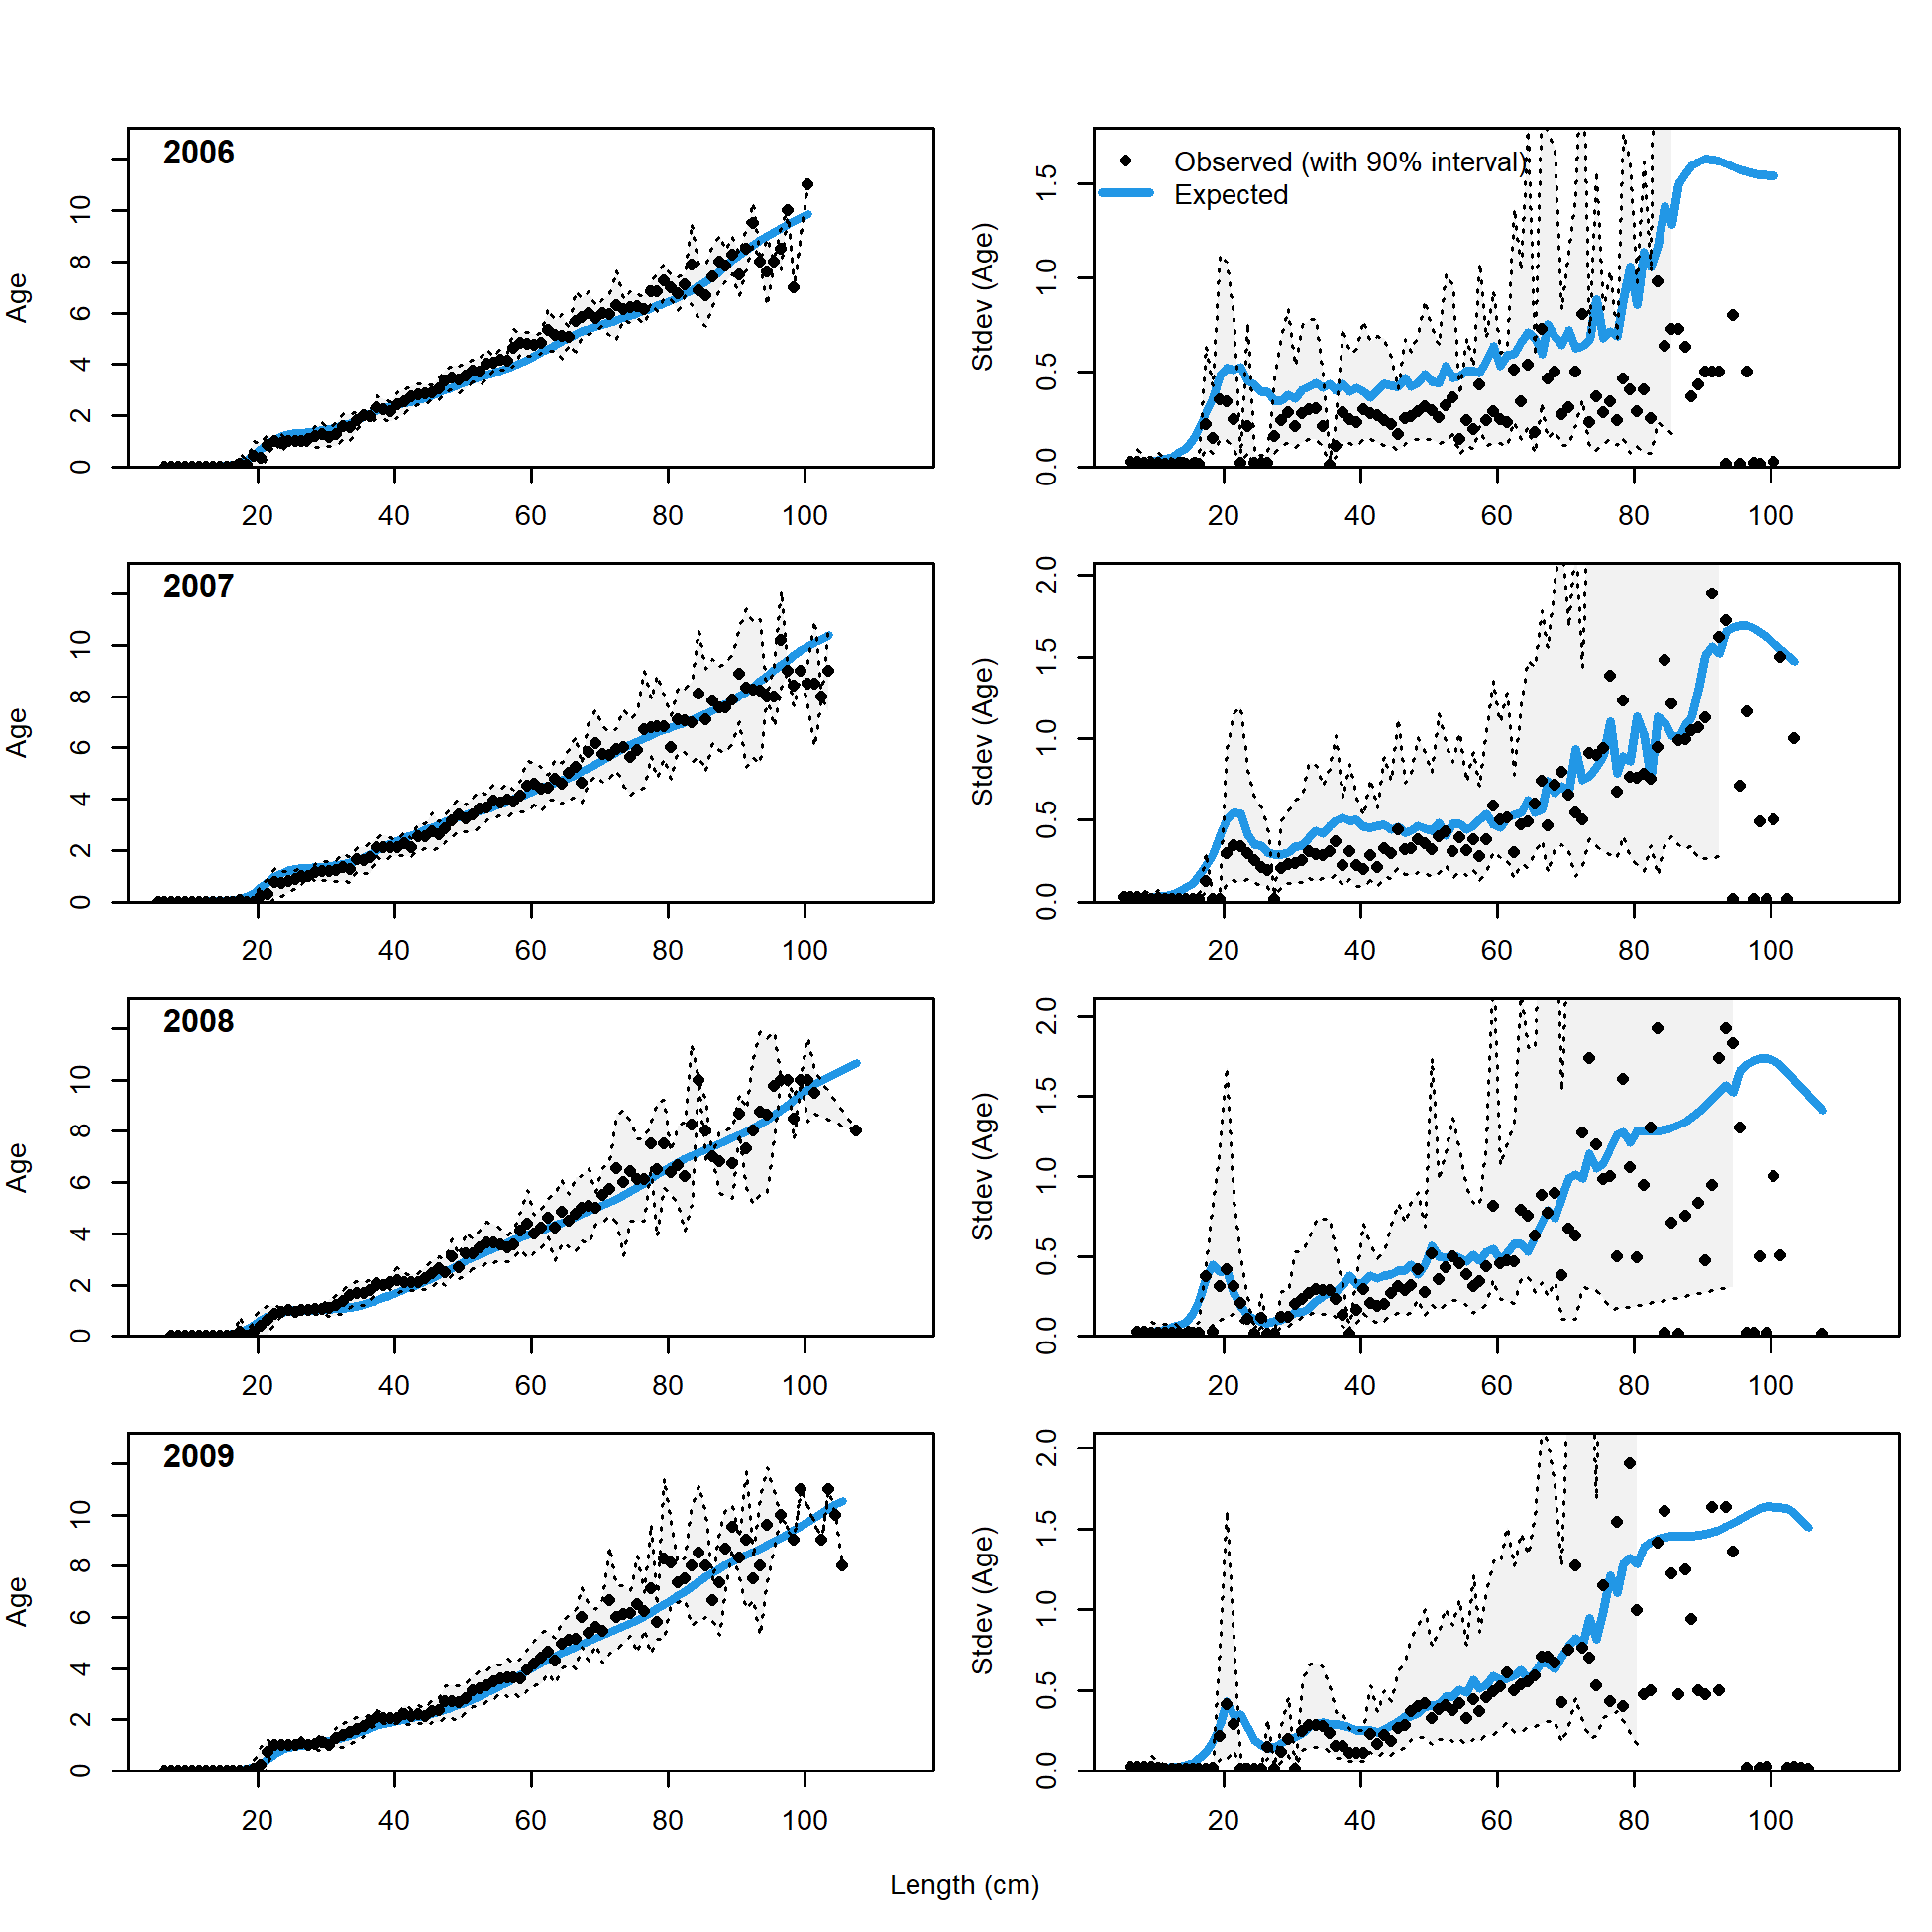 2006
Age
0 2 4 6 8 10
20 40 60 80 100
Observed (with 90% interval)
Expected
Stdev (Age)
0.0 0.5 1.0 1.5
20 40 60 80 100
2007
Age
0 2 4 6 8 10
20 40 60 80 100
Stdev (Age)
0.0 0.5 1.0 1.5 2.0
20 40 60 80 100
2008
Age
0 2 4 6 8 10
20 40 60 80 100
Stdev (Age)
0.0 0.5 1.0 1.5 2.0
20 40 60 80 100
2009
Age
0 2 4 6 8 10
20 40 60 80 100
Stdev (Age)
0.0 0.5 1.0 1.5 2.0
20 40 60 80 100
Length (cm)